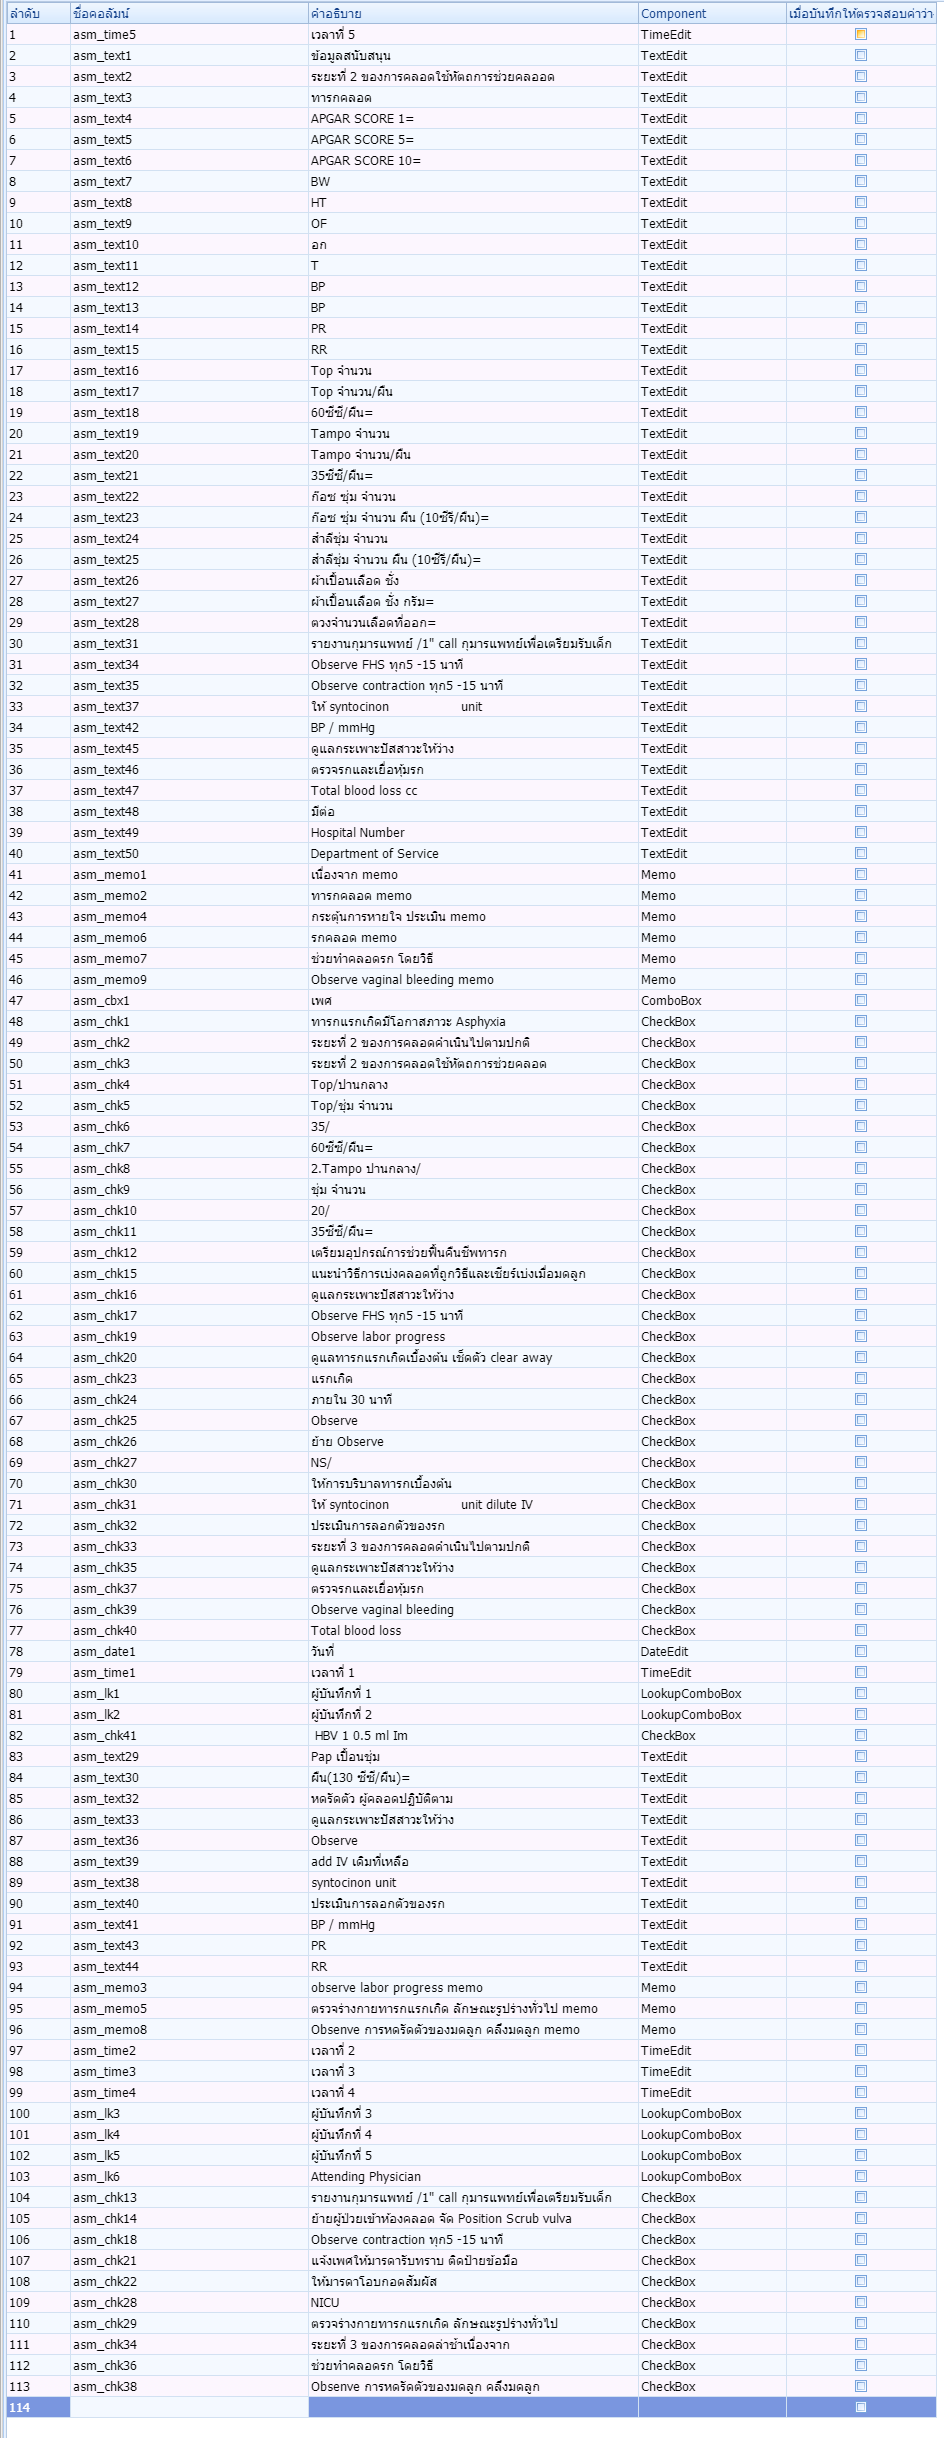 ลำดับ ชื่อคอลัมน์ คำอธิบาย Component เมื่อบันทึกให้ตรวจสอบค่าว่า
1 asm_time5 เวลาที่ 5 TimeEdit
2 asm_text1 ข้อมูลสนับสนุน TextEdit
3 asm_text2 ระยะที่ 2 ของการคลอดใช้หัตถการช่วยคลออด TextEdit
4 asm_text3 ทารกคลอด TextEdit
5 asm_text4 APGAR SCORE 1= TextEdit
6 asm_text5 APGAR SCORE 5= TextEdit
7 asm_text6 APGAR SCORE 10= TextEdit
8 asm_text7 BW TextEdit
9 asm_text8 HT TextEdit
10 asm_text9 OF TextEdit
11 asm_text10 อก TextEdit
12 asm_text11 T TextEdit
13 asm_text12 BP TextEdit
14 asm_text13 BP TextEdit
15 asm_text14 PR TextEdit
16 asm_text15 RR TextEdit
17 asm_text16 Top จำนวน TextEdit
18 asm_text17 Top จำนวน/ผืน TextEdit
19 asm_text18 60ซีซี/ผืน= TextEdit
20 asm_text19 Tampo จำนวน TextEdit
21 asm_text20 Tampo จำนวน/ผืน TextEdit
22 asm_text21 35ซีซี/ผืน= TextEdit
23 asm_text22 ก๊อซ ชุ่ม จำนวน TextEdit
24 asm_text23 ก๊อซ ชุ่ม จำนวน ผืน (10ซีรี/ผืน)= TextEdit
25 asm_text24 สำลีชุ่ม จำนวน TextEdit
26 asm_text25 สำลีชุ่ม จำนวน ผืน (10ซีรี/ผืน)= TextEdit
27 asm_text26 ผ้าเปื้อนเลือด ชั่ง TextEdit
28 asm_text27 ผ้าเปื้อนเลือด ชั่ง กรัม= TextEdit
29 asm_text28 ตวงจำนวนเลือดที่ออก= TextEdit
30 asm_text31 รายงานกุมารแพทย์ /1" call กุมารแพทย์เพื่อเตรียมรับเด็ก TextEdit
31 asm_text34 Observe FHS ทุก5 -15 นาที TextEdit
32 asm_text35 Observe contraction ทุก5 -15 นาที TextEdit
33 asm_text37 ให้ syntocinon unit TextEdit
34 asm_text42 BP / mmHg TextEdit
35 asm_text45 ดูแลกระเพาะปัสสาวะให้ว่าง TextEdit
36 asm_text46 ตรวจรกและเยื่อหุ้มรก TextEdit
37 asm_text47 Total blood loss cc TextEdit
38 asm_text48 มีต่อ TextEdit
39 asm_text49 Hospital Number TextEdit
40 asm_text50 Department of Service TextEdit
41 asm_memo1 เนื่องจาก memo Memo
42 asm_memo2 ทารกคลอด memo Memo
43 asm_memo4 กระตุ้นการหายใจ ประเมิน memo Memo
44 asm_memo6 รกคลอด memo Memo
45 asm_memo7 ช่วยทำคลอดรก โดยวิธี Memo
46 asm_memo9 Observe vaginal bleeding memo Memo
47 asm_cbx1 เพศ ComboBox
48 asm_chk1 ทารกแรกเกิดมีโอกาสภาวะ Asphyxia CheckBox
49 asm_chk2 ระยะที่ 2 ของการคลอดดำเนินไปตามปกติ CheckBox
50 asm_chk3 ระยะที่ 2 ของการคลอดใช้หัตถการช่วยคลอด CheckBox
51 asm_chk4 Top/ปานกลาง CheckBox
52 asm_chk5 Top/ชุ่ม จำนวน CheckBox
53 asm_chk6 35/ CheckBox
54 asm_chk7 60ซีซี/ผืน= CheckBox
55 asm_chk8 2.Tampo ปานกลาง/ CheckBox
56 asm_chk9 ชุ่ม จำนวน CheckBox
57 asm_chk10 20/ CheckBox
58 asm_chk11 35ซีซี/ผืน= CheckBox
59 asm_chk12 เตรียมอุปกรณ์การช่วยฟื้นคืนชีพทารก CheckBox
60 asm_chk15 แนะนำวิธีการเบ่งคลอดที่ถูกวิธีและเชียร์เบ่งเมื่อมดลูก CheckBox
61 asm_chk16 ดูแลกระเพาะปัสสาวะให้ว่าง CheckBox
62 asm_chk17 Observe FHS ทุก5 -15 นาที CheckBox
63 asm_chk19 Observe labor progress CheckBox
64 asm_chk20 ดูแลทารกแรกเกิดเบื้องต้น เช็ดตัว clear away CheckBox
65 asm_chk23 แรกเกิด CheckBox
66 asm_chk24 ภายใน 30 นาที CheckBox
67 asm_chk25 Observe CheckBox
68 asm_chk26 ย้าย Observe CheckBox
69 asm_chk27 NS/ CheckBox
70 asm_chk30 ให้การบริบาลทารกเบื้องต้น CheckBox
71 asm_chk31 ให้ syntocinon unit dilute IV CheckBox
72 asm_chk32 ประเมินการลอกตัวของรก CheckBox
73 asm_chk33 ระยะที่ 3 ของการคลอดดำเนินไปตามปกติ CheckBox
74 asm_chk35 ดูแลกระเพาะปัสสาวะให้ว่าง CheckBox
75 asm_chk37 ตรวจรกและเยื่อหุ้มรก CheckBox
76 asm_chk39 Observe vaginal bleeding CheckBox
77 asm_chk40 Total blood loss CheckBox
78 asm_date1 วันที่ DateEdit
79 asm_time1 เวลาที่ 1 TimeEdit
80 asm_lk1 ผู้บันทึกที่ 1 LookupComboBox
81 asm_lk2 ผู้บันทึกที่ 2 LookupComboBox
82 asm_chk41 HBV 1 0.5 ml Im CheckBox
83 asm_text29 Pap เปื้อนชุ่ม TextEdit
84 asm_text30 ผืน(130 ซีซี/ผืน)= TextEdit
85 asm_text32 หดรัดตัว ผู้คลอดปฏิบัติตาม TextEdit
86 asm_text33 ดูแลกระเพาะปัสสาวะให้ว่าง TextEdit
87 asm_text36 Observe TextEdit
88 asm_text39 add IV เดิมที่เหลือ TextEdit
89 asm_text38 syntocinon unit TextEdit
90 asm_text40 ประเมินการลอกตัวของรก TextEdit
91 asm_text41 BP / mmHg TextEdit
92 asm_text43 PR TextEdit
93 asm_text44 RR TextEdit
94 asm_memo3 observe labor progress memo Memo
95 asm_memo5 ตรวจร่างกายทารกแรกเกิด ลักษณะรูปร่างทั่วไป memo Memo
96 asm_memo8 Obsenve การหดรัดตัวของมดลูก คลึงมดลูก memo Memo
97 asm_time2 เวลาที่ 2 TimeEdit
98 asm_time3 เวลาที่ 3 TimeEdit
99 asm_time4 เวลาที่ 4 TimeEdit
100 asm_lk3 ผู้บันทึกที่ 3 LookupComboBox
101 asm_lk4 ผู้บันทึกที่ 4 LookupComboBox
102 asm_lk5 ผู้บันทึกที่ 5 LookupComboBox
103 asm_lk6 Attending Physician LookupComboBox
104 asm_chk13 รายงานกุมารแพทย์ /1" call กุมารแพทย์เพื่อเตรียมรับเด็ก CheckBox
105 asm_chk14 ย้ายผู้ป่วยเข้าห้องคลอด จัด Position Scrub vulva CheckBox
106 asm_chk18 Observe contraction ทุก5 -15 นาที CheckBox
107 asm_chk21 แจ้งเพศให้มารดารับทราบ ติดป้ายข้อมือ CheckBox
108 asm_chk22 ให้มารดาโอบกอดสัมผัส CheckBox
109 asm_chk28 NICU CheckBox
110 asm_chk29 ตรวจร่างกายทารกแรกเกิด ลักษณะรูปร่างทั่วไป CheckBox
111 asm_chk34 ระยะที่ 3 ของการคลอดล่าช้าเนื่องจาก CheckBox
112 asm_chk36 ช่วยทำคลอดรก โดยวิธี CheckBox
113 asm_chk38 Obsenve การหดรัดตัวของมดลูก คลึงมดลูก CheckBox
114